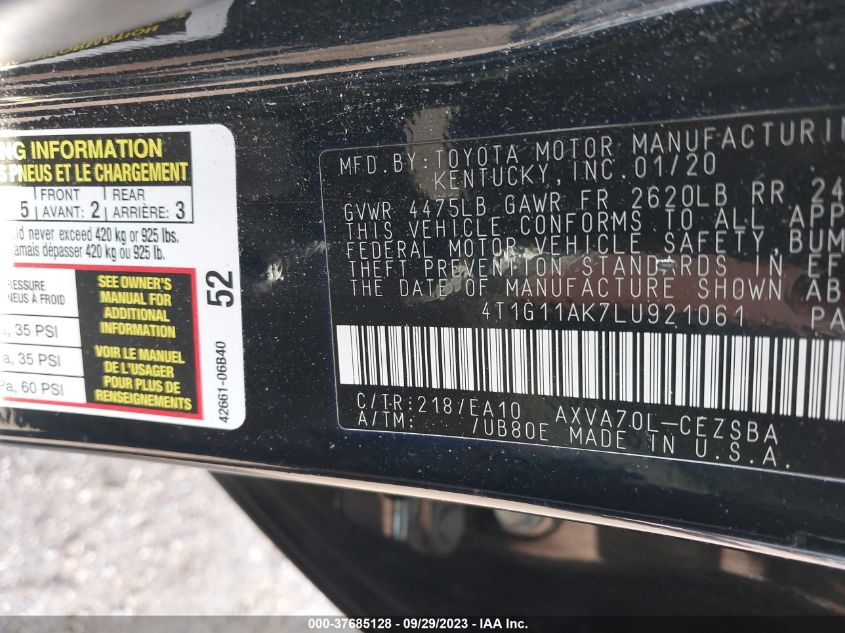 NG INFORMATION
S PNEUS ET LE CHARGEMENT
5 FRONT AVANT: 2 REAR ARRIÈRE: 3
d never exceed 420 kg or 925 lbs.
amais dépasser 420 kg ou 925 lb.
RESSURE
NEUS À FROID
, 35 PSI
a, 35 PSI
Pa, 60 PSI
SEE OWNER'S
MANUAL FOR
ADDITIONAL
INFORMATION
VOIR LE MANUEL
DE L'USAGER
POUR PLUS DE
RENSEIGNEMENTS
52
42661-06B40
MFD.BY:TOYOTA MOTOR MANUFACTURIN
KENTUCKY, INC.01/20
GVWR 4475LB GAWR FR 2620LB RR 24
THIS VEHICLE CONFORMS TO ALL APP
FEDERAL MOTOR VEHICLE SAFETY, BUM
THEFT PREVENTION STANDARDS IN EF
THE DATE OF MANUFACTURE SHOWN AB
4T1G11AK7LU921061 PA
C/TR:218/EA10 AXVA70L-CEZSBA
A/TM: /UB80E MADE IN U.S.A.
000-37685128 - 09/29/2023 - IAA Inc.